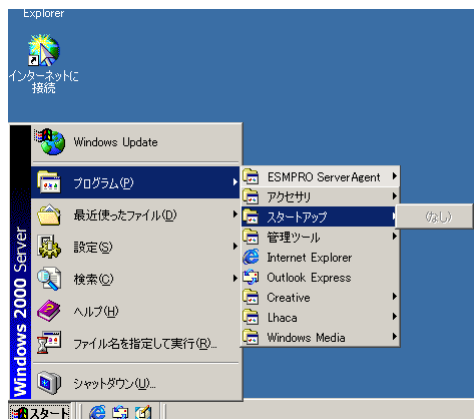 Explorer
インターネットに
接続
Windows Update
プログラム(P)
最近使ったファイル(D)
設定(S)
検索(C)
ヘルプ(H)
ファイル名を指定して実行(R)...
シャットダウン(U)...
Windows 2000 Server
ESMPRO ServerAgent
アクセサリ
スタートアップ
管理ツール
Internet Explorer
Outlook Express
Creative
Lhaca
Windows Media
(なし)
スタート